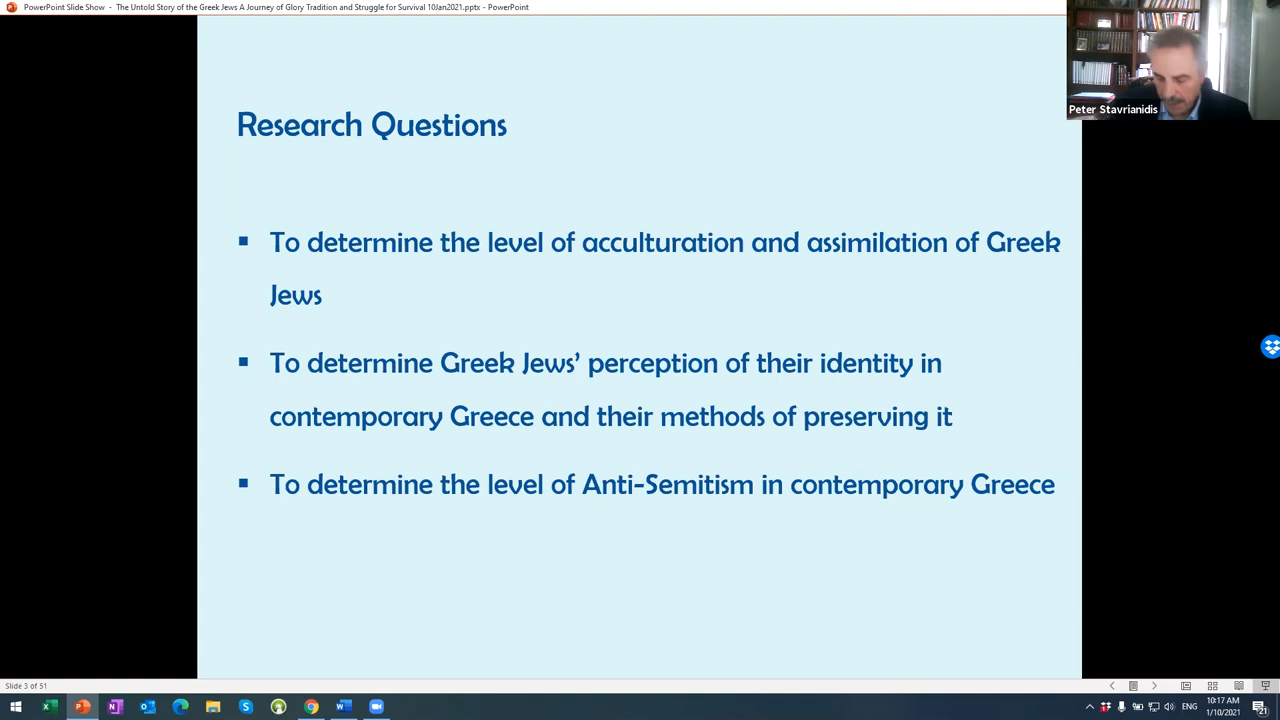 PowerPoint Slide Show - The Untold Story of the Greek Jews A Journey of Glory Tradition and Struggle for Survival 10Jan2021.pptx - PowerPoint
Peter Stavrianidis
Research Questions
▪ To determine the level of acculturation and assimilation of Greek
Jews
▪ To determine Greek Jews’ perception of their identity in
contemporary Greece and their methods of preserving it
▪ To determine the level of Anti-Semitism in contemporary Greece
Slide 3 of 51
ENG
10:17 AM
1/10/2021
21